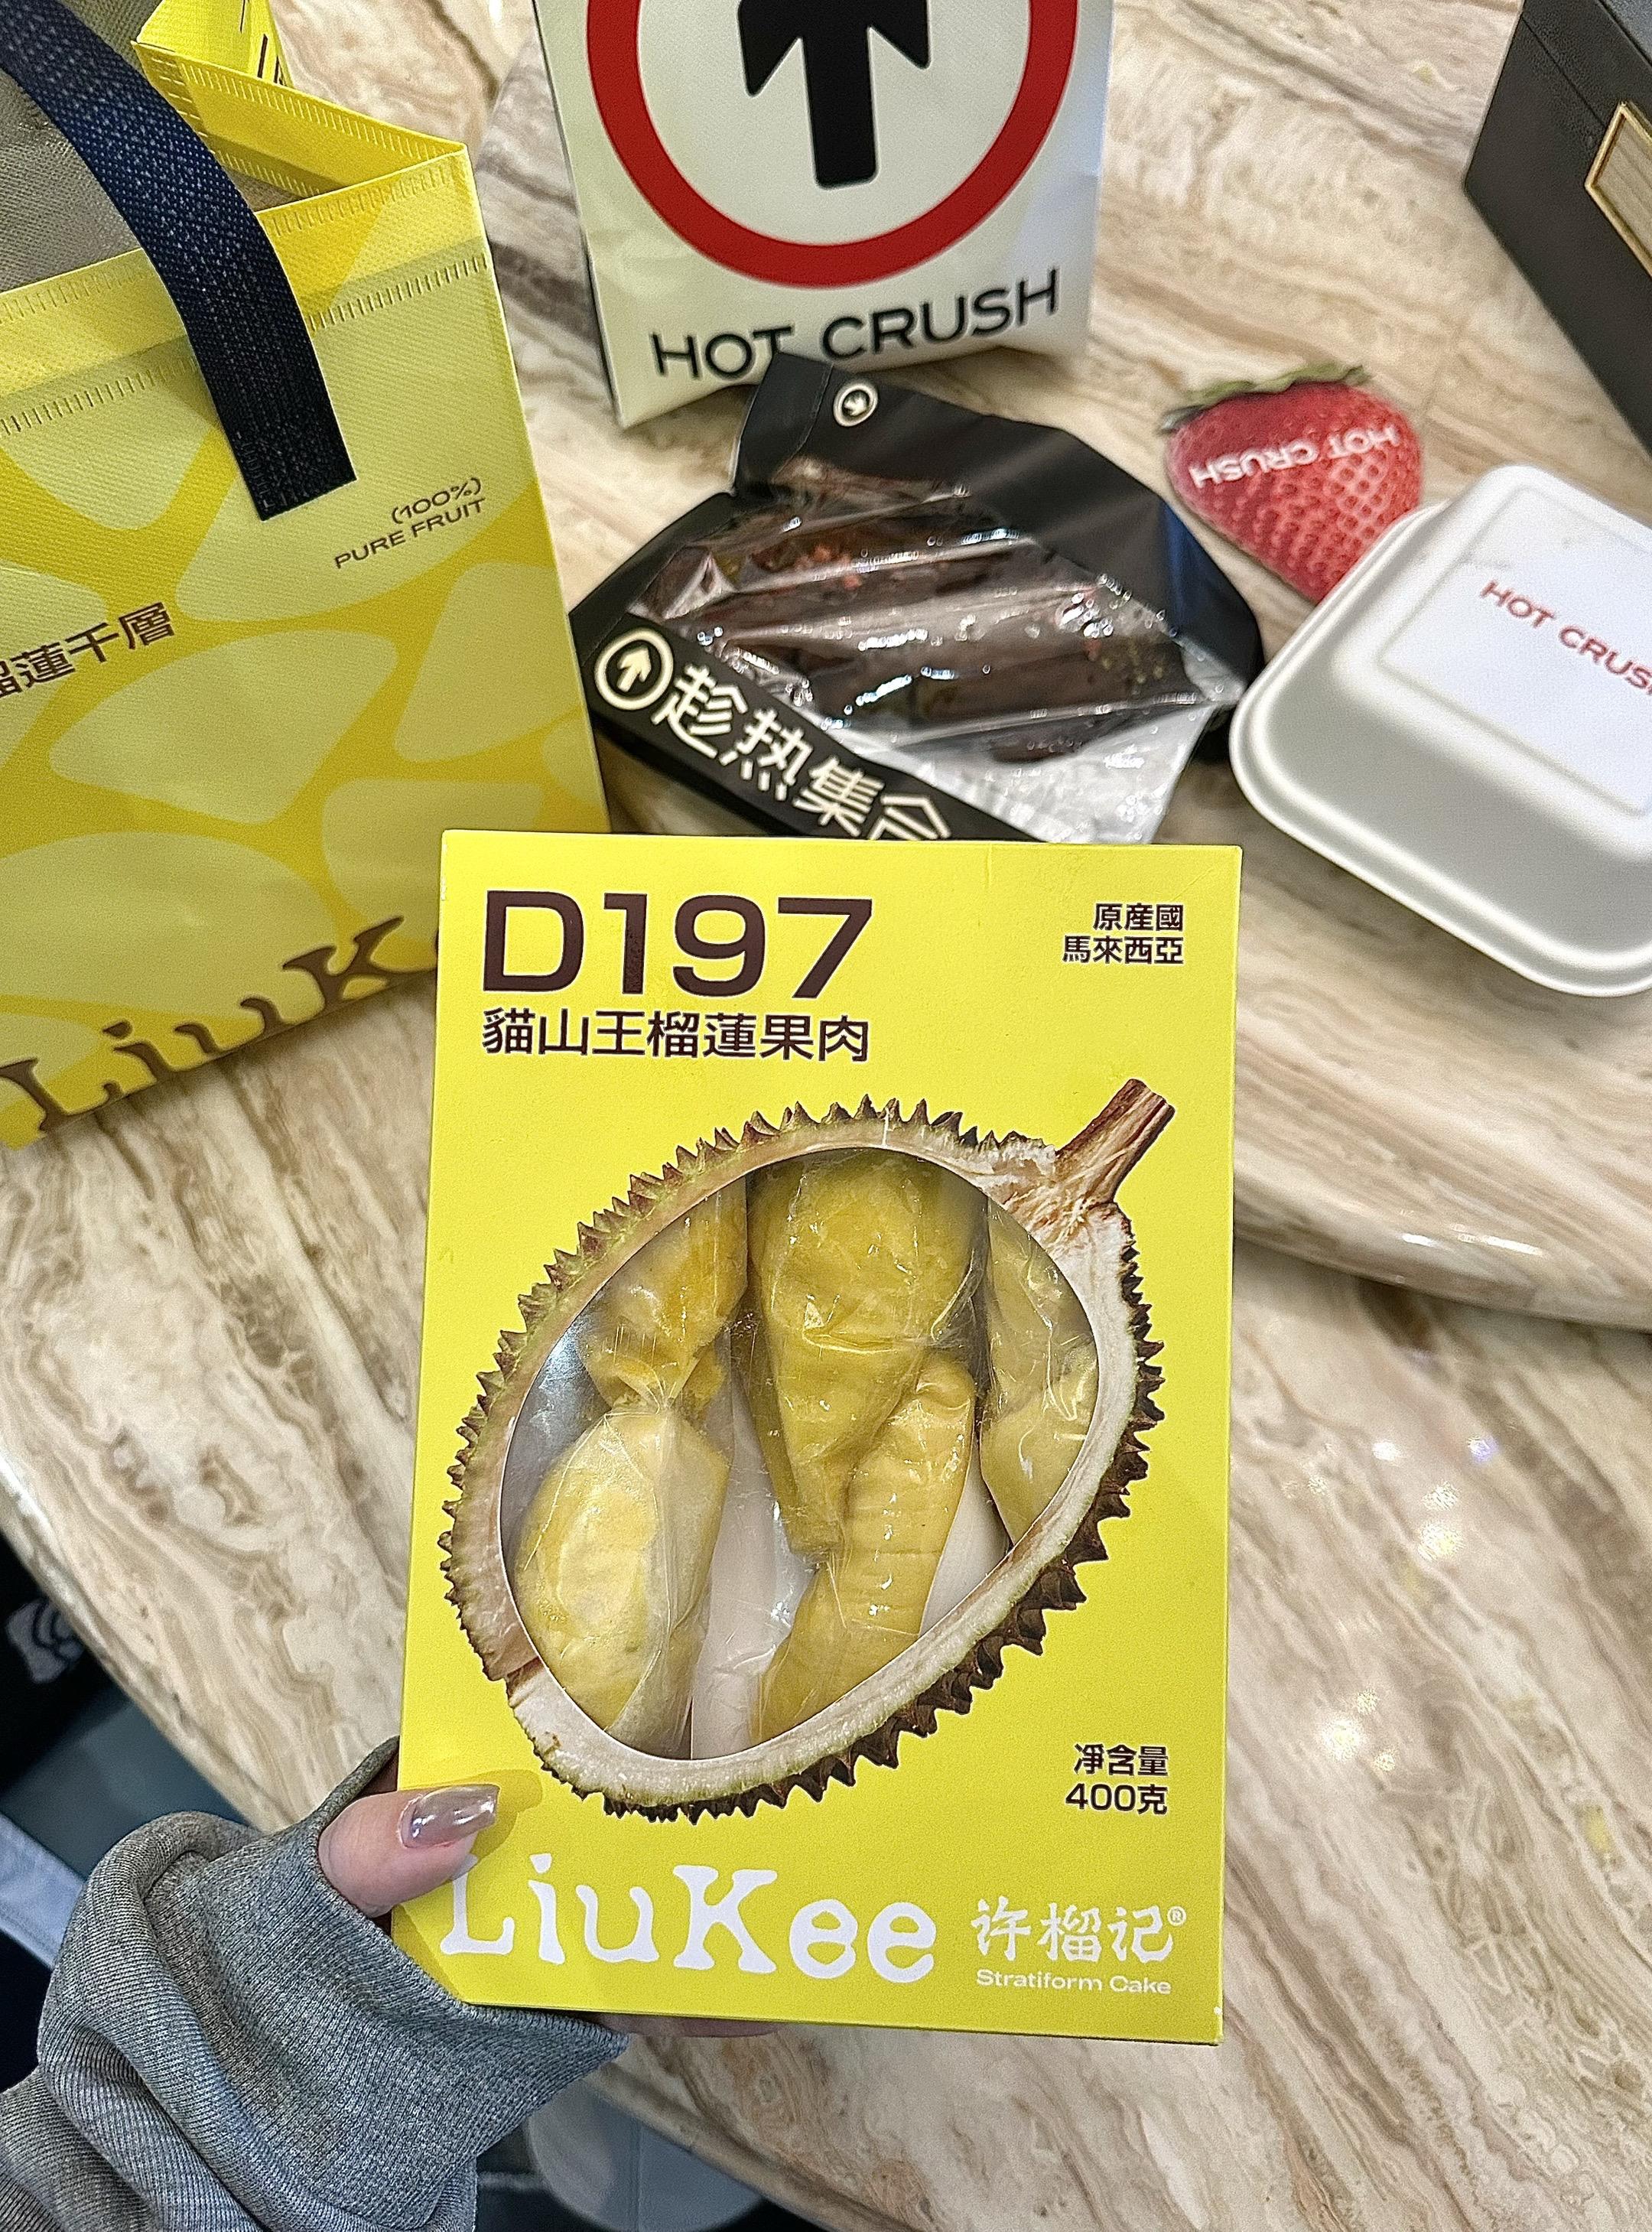 HOT CRUSH
(100%)
PURE FRUIT
榴蓮千層
LiuK
趁热集合
HOT CRUSH
HOT CRUSH
D197
貓山王榴蓮果肉
原産國
馬來西亞
凈含量
400克
LiuKee
许榴记®
Stratiform Cake